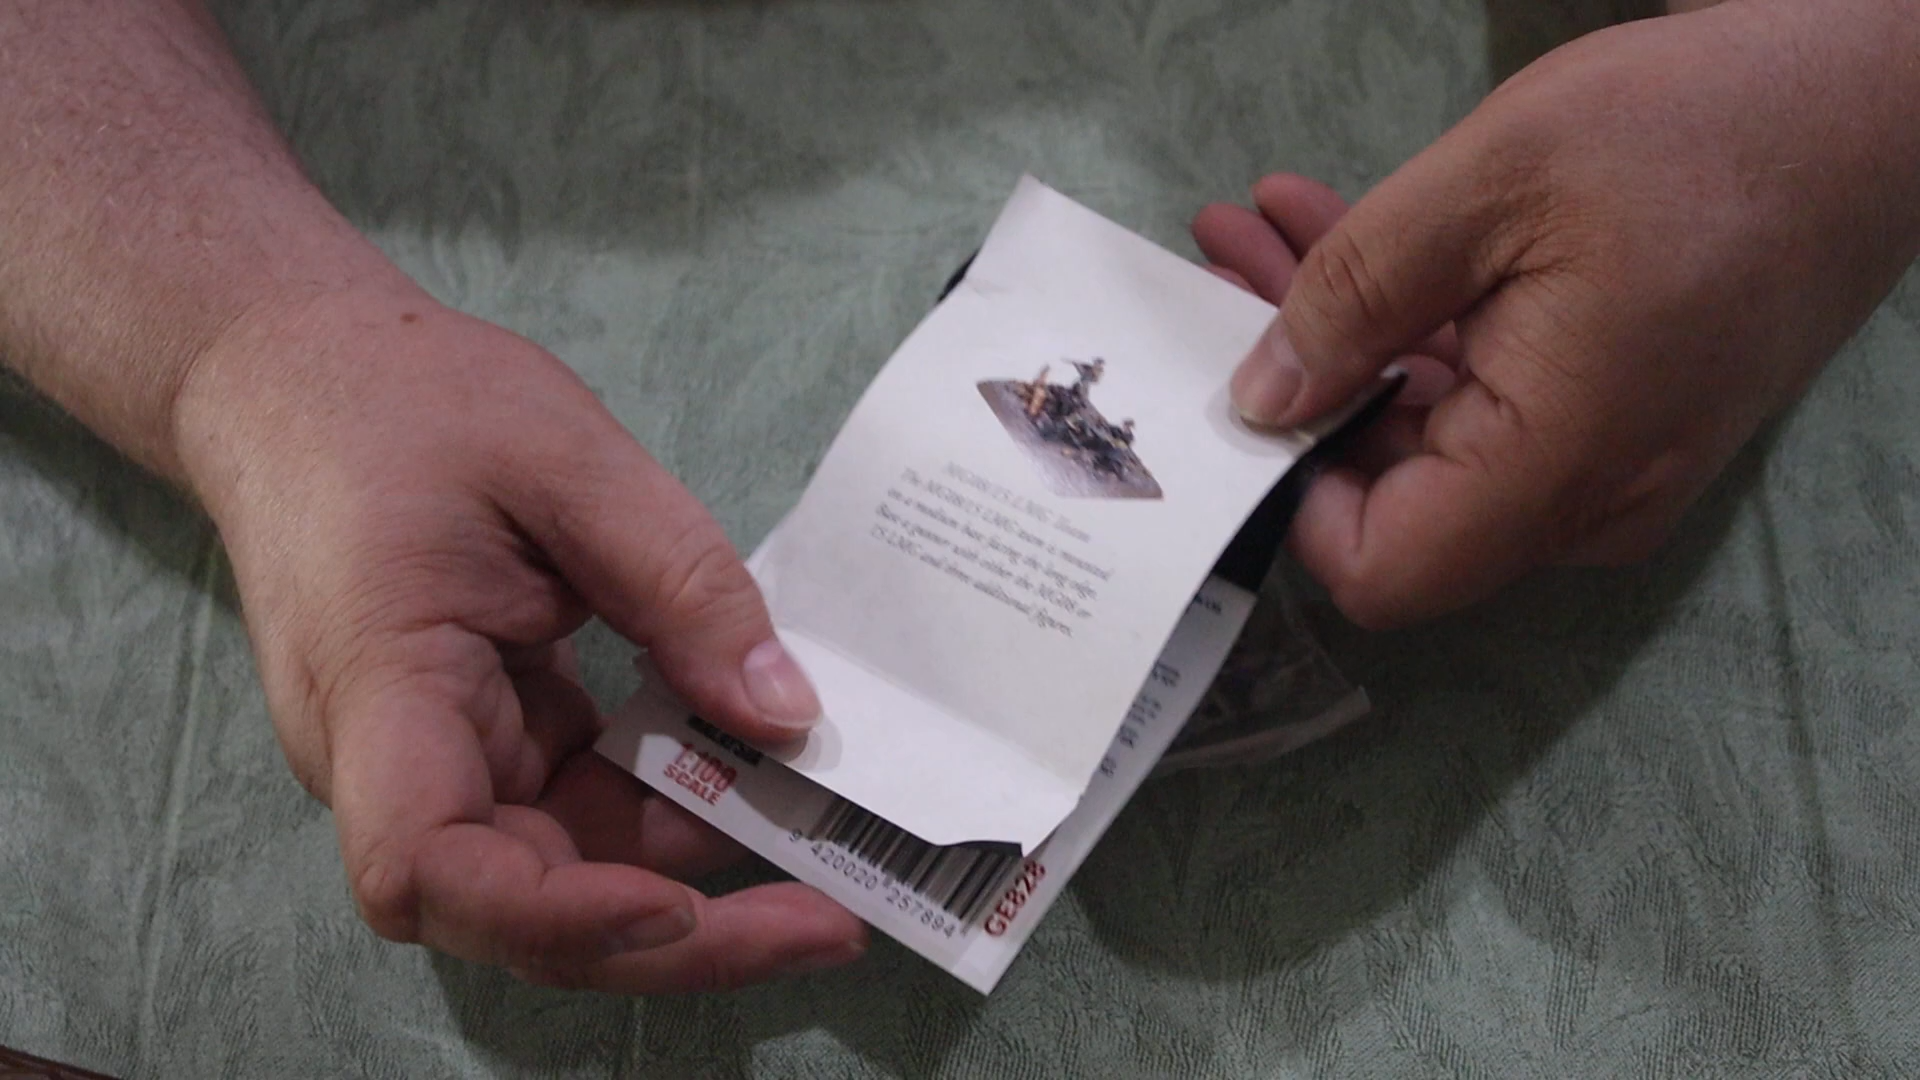 MG08/15 LMG Team
The MG08/15 LMG team is mounted
on a medium base facing the long edge.
Base a gunner with either the MG08 or
15 LMG and three additional figures.
1:100
SCALE
9 420020 257894
GE828